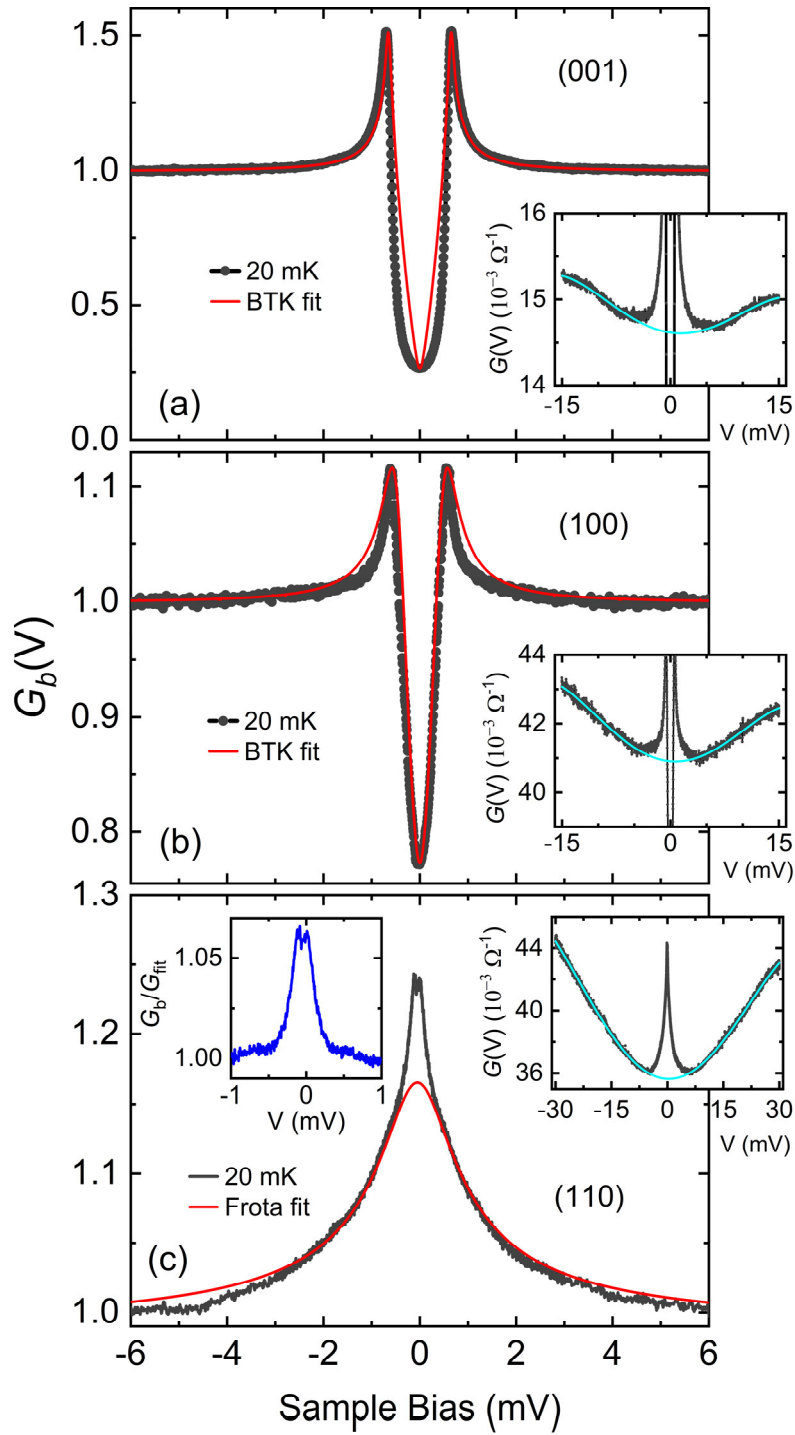 1.5
1.0
0.5
0.0
(001)
20 mK
BTK fit
(a)
16
15
14
G(V) (10⁻³ Ω⁻¹)
-15 0 15
V (mV)
1.1
1.0
0.9
0.8
G_b(V)
(100)
20 mK
BTK fit
(b)
44
42
40
G(V) (10⁻³ Ω⁻¹)
-15 0 15
V (mV)
1.3
1.2
1.1
1.0
G_b/G_fit
1.05
1.00
-1 0 1
V (mV)
G(V) (10⁻³ Ω⁻¹)
44
40
36
-30 -15 0 15 30
V (mV)
20 mK
Frota fit
(110)
(c)
-6 -4 -2 0 2 4 6
Sample Bias (mV)